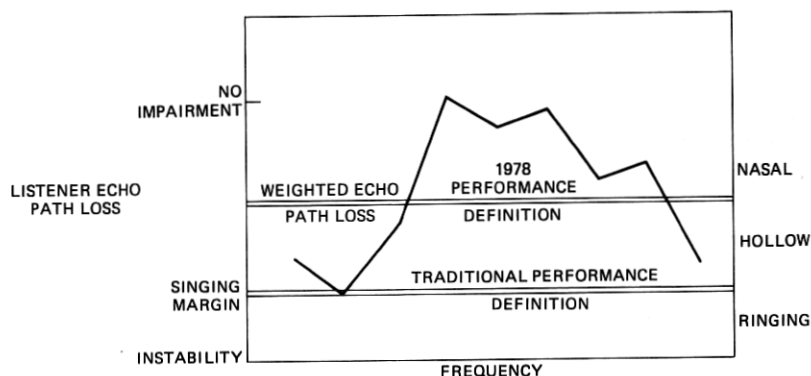 NO
IMPAIRMENT
LISTENER ECHO
PATH LOSS
WEIGHTED ECHO
PATH LOSS
1978
PERFORMANCE
DEFINITION
NASAL
HOLLOW
SINGING
MARGIN
TRADITIONAL PERFORMANCE
DEFINITION
RINGING
INSTABILITY
FREQUENCY